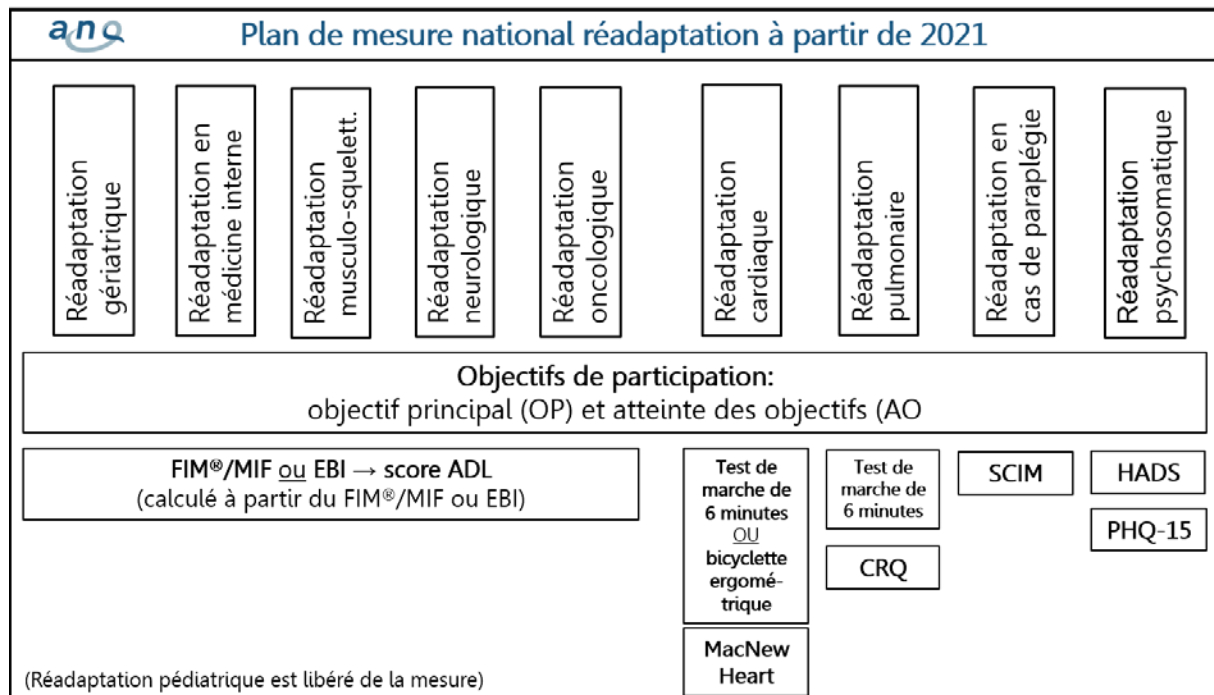 anq
Plan de mesure national réadaptation à partir de 2021
Réadaptation
gériatrique
Réadaptation en
médicine interne
Réadaptation
musculo-squelett.
Réadaptation
neurologique
Réadaptation
oncologique
Réadaptation
cardiaque
Réadaptation
pulmonaire
Réadaptation en
cas de paraplégie
Réadaptation
psychosomatique
Objectifs de participation:
objectif principal (OP) et atteinte des objectifs (AO
FIM®/MIF ou EBI → score ADL
(calculé à partir du FIM®/MIF ou EBI)
Test de
marche de
6 minutes
OU
bicyclette
ergomé-
trique
MacNew
Heart
Test de
marche de
6 minutes
CRQ
SCIM
HADS
PHQ-15
(Réadaptation pédiatrique est libéré de la mesure)